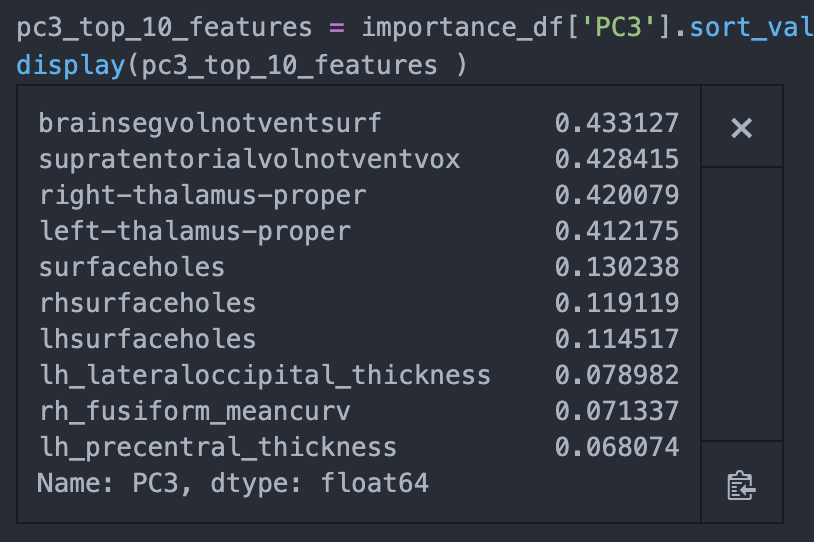 pc3_top_10_features = importance_df['PC3'].sort_val
display(pc3_top_10_features )
brainsegvolnotventsurf 0.433127
supratentorialvolnotventvox 0.428415
right-thalamus-proper 0.420079
left-thalamus-proper 0.412175
surfaceholes 0.130238
rhsurfaceholes 0.119119
lhsurfaceholes 0.114517
lh_lateraloccipital_thickness 0.078982
rh_fusiform_meancurv 0.071337
lh_precentral_thickness 0.068074
Name: PC3, dtype: float64